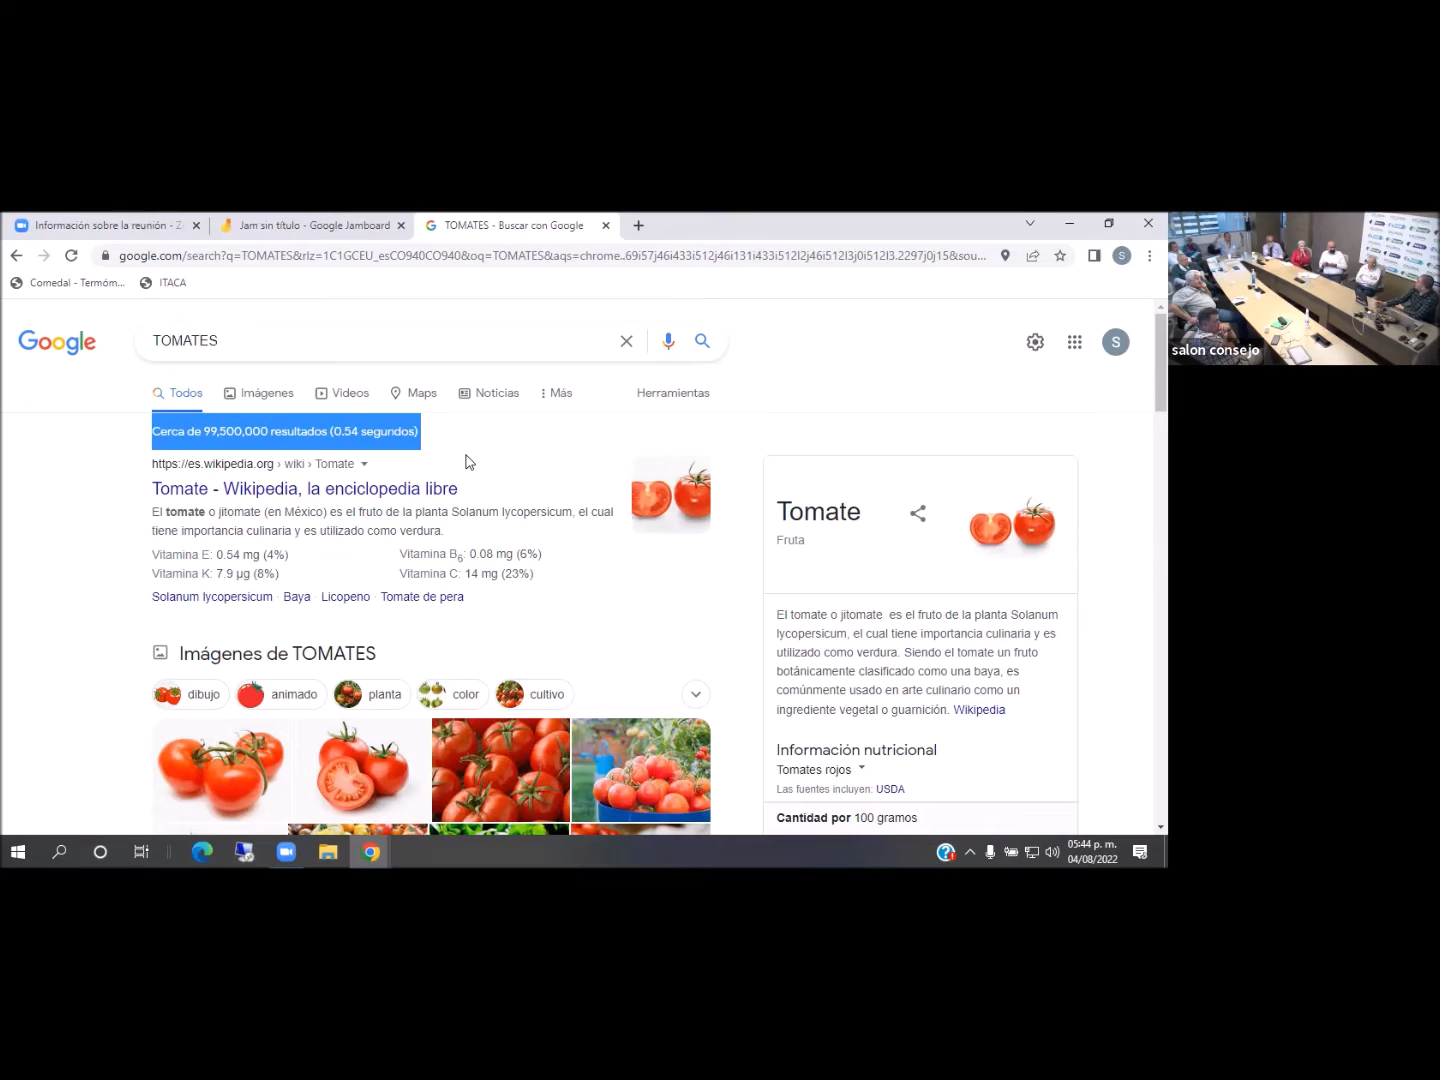 Información sobre la reunión - Z
Jam sin título - Google Jamboard
TOMATES - Buscar con Google
google.com/search?q=TOMATES&rlz=1C1GCEU_esCO940CO940&oq=TOMATES&aqs=chrome..69i57j46i433i512j46i131i433i512l2j46i512l3j0i512l3.2297j0j15&sou...
S
Comedal - Termóm...
ITACA
Google
TOMATES
S
Todos
Imágenes
Videos
Maps
Noticias
Más
Herramientas
Cerca de 99,500,000 resultados (0.54 segundos)
https://es.wikipedia.org › wiki › Tomate
Tomate - Wikipedia, la enciclopedia libre
El tomate o jitomate (en México) es el fruto de la planta Solanum lycopersicum, el cual
tiene importancia culinaria y es utilizado como verdura.
Vitamina E: 0.54 mg (4%)
Vitamina B6: 0.08 mg (6%)
Vitamina K: 7.9 µg (8%)
Vitamina C: 14 mg (23%)
Solanum lycopersicum · Baya · Licopeno · Tomate de pera
Imágenes de TOMATES
dibujo
animado
planta
color
cultivo
Tomate
Fruta
El tomate o jitomate es el fruto de la planta Solanum
lycopersicum, el cual tiene importancia culinaria y es
utilizado como verdura. Siendo el tomate un fruto
botánicamente clasificado como una baya, es
comúnmente usado en arte culinario como un
ingrediente vegetal o guarnición. Wikipedia
Información nutricional
Tomates rojos
Las fuentes incluyen: USDA
Cantidad por 100 gramos
05:44 p. m.
04/08/2022
salon consejo